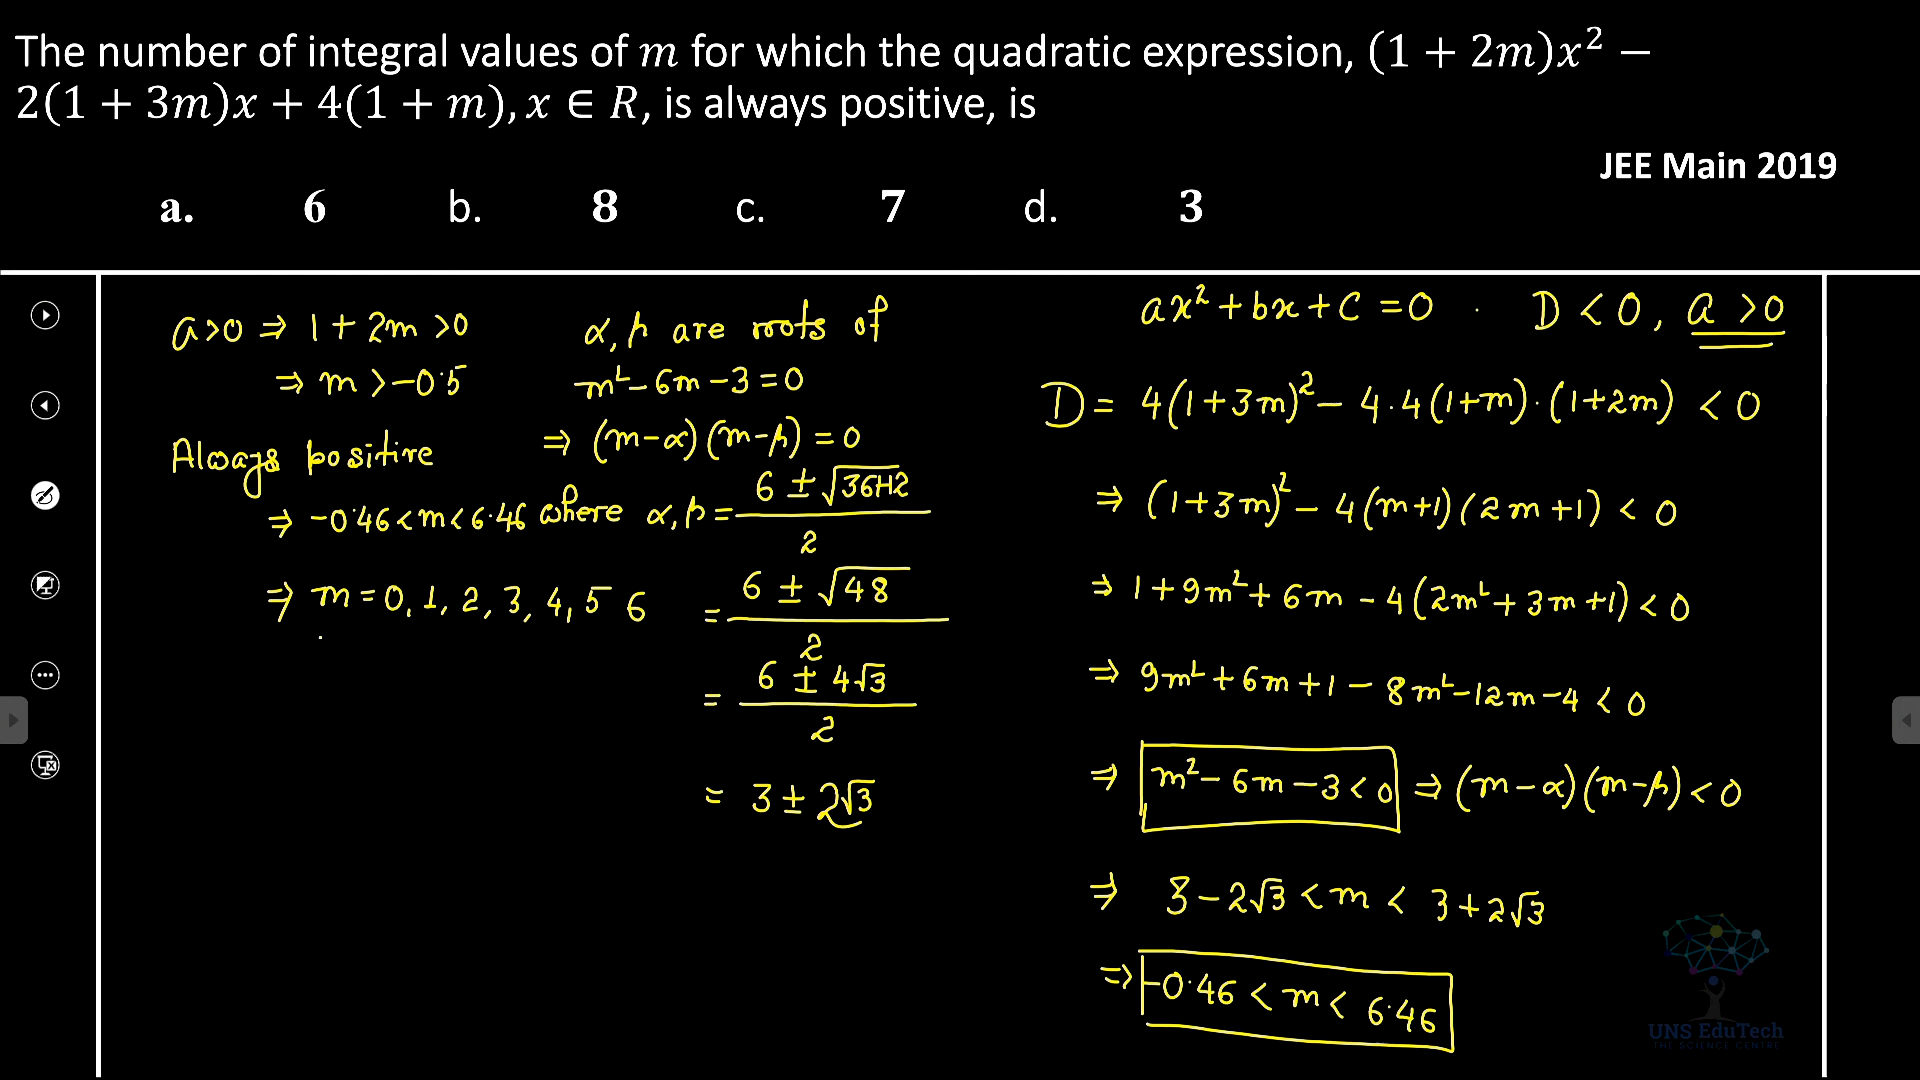 The number of integral values of m for which the quadratic expression, (1 + 2m)x² −
2(1 + 3m)x + 4(1 + m), x ∈ R, is always positive, is
JEE Main 2019
a. 6 b. 8 c. 7 d. 3
a>0 ⇒ 1 + 2m >0
⇒ m >-0.5
Always positive
⇒ -0.46<m<6.46
⇒ m = 0, 1, 2, 3, 4, 5 6
α, β are roots of
m² - 6m - 3 = 0
⇒ (m-α) (m-β) = 0
where α, β = 6 ± √36+12 / 2
= 6 ± √48 / 2
= 6 ± 4√3 / 2
= 3 ± 2√3
ax² + bx + C = 0 . D < 0, a >0
D = 4(1+3m)² - 4.4(1+m).(1+2m) < 0
⇒ (1+3m)² - 4(m+1)(2m+1) < 0
⇒ 1+9m²+6m - 4(2m²+3m+1) < 0
⇒ 9m²+6m+1 - 8m²-12m-4 < 0
⇒ m² - 6m - 3 < 0 ⇒ (m-α)(m-β) < 0
⇒ 3-2√3 < m < 3+2√3
⇒ -0.46 < m < 6.46
UNS EduTech
THE SCIENCE CENTRE